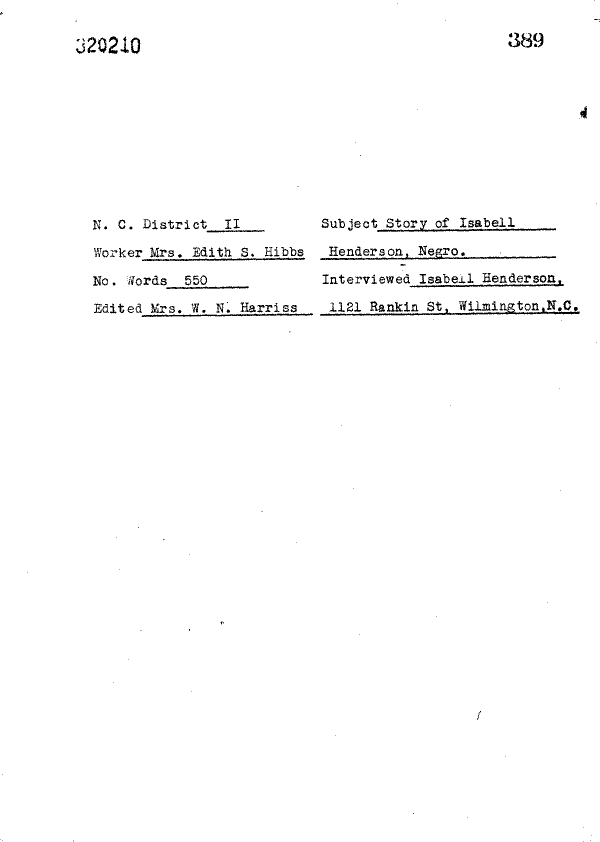 320210
389
N. C. District II
Subject Story of Isabell
Worker Mrs. Edith S. Hibbs
Henderson, Negro.
No. Words 550
Interviewed Isabell Henderson,
Edited Mrs. W. N. Harriss
1121 Rankin St, Wilmington,N.C.